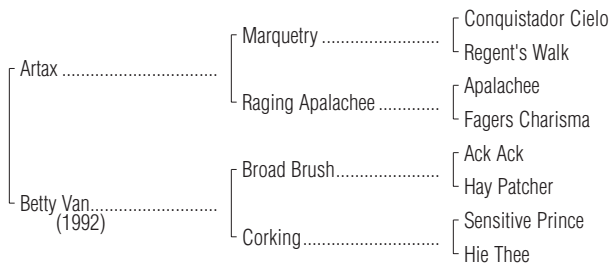 Conquistador Cielo
Marquetry ..............................
Regent's Walk
Artax ........................................
Apalachee
Raging Apalachee ...............
Fagers Charisma
Ack Ack
Broad Brush..........................
Hay Patcher
Betty Van................................
(1992)
Sensitive Prince
Corking...................................
Hie Thee